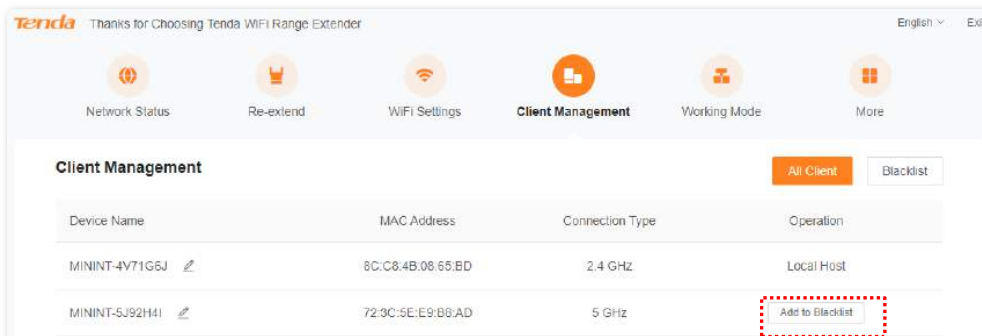 Tenda Thanks for Choosing Tenda WiFi Range Extender English Exi
Network Status Re-extend WiFi Settings Client Management Working Mode More
Client Management All Client Blacklist
Device Name MAC Address Connection Type Operation
MININT-4V71G6J 8C:C8:4B:08:65:BD 2.4 GHz Local Host
MININT-5J92H4I 72:3C:5E:E9:B8:AD 5 GHz Add to Blacklist